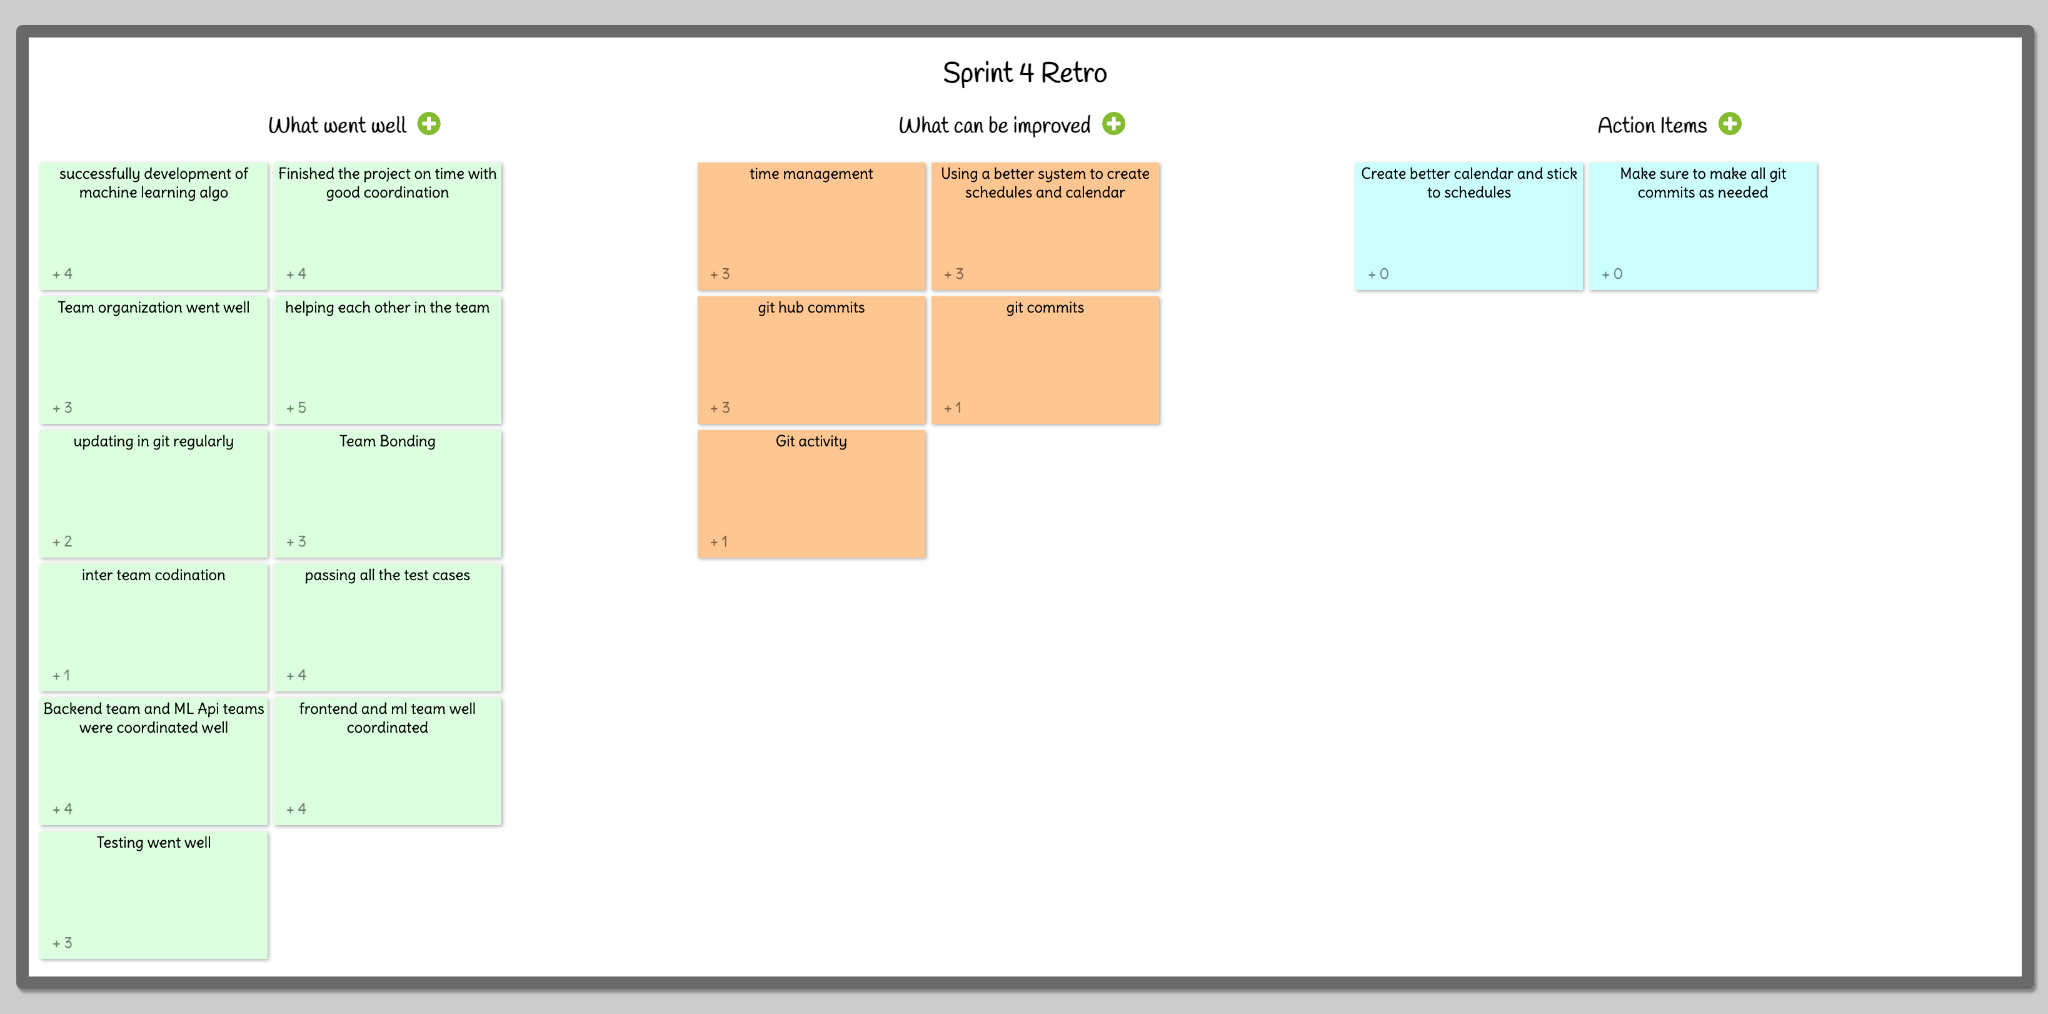 Sprint 4 Retro
What went well
successfully development of
machine learning algo
+ 4
Finished the project on time with
good coordination
+ 4
Team organization went well
+ 3
helping each other in the team
+ 5
updating in git regularly
+ 2
Team Bonding
+ 3
inter team codination
+ 1
passing all the test cases
+ 4
Backend team and ML Api teams
were coordinated well
+ 4
frontend and ml team well
coordinated
+ 4
Testing went well
+ 3
What can be improved
time management
+ 3
Using a better system to create
schedules and calendar
+ 3
git hub commits
+ 3
git commits
+ 1
Git activity
+ 1
Action Items
Create better calendar and stick
to schedules
+ 0
Make sure to make all git
commits as needed
+ 0